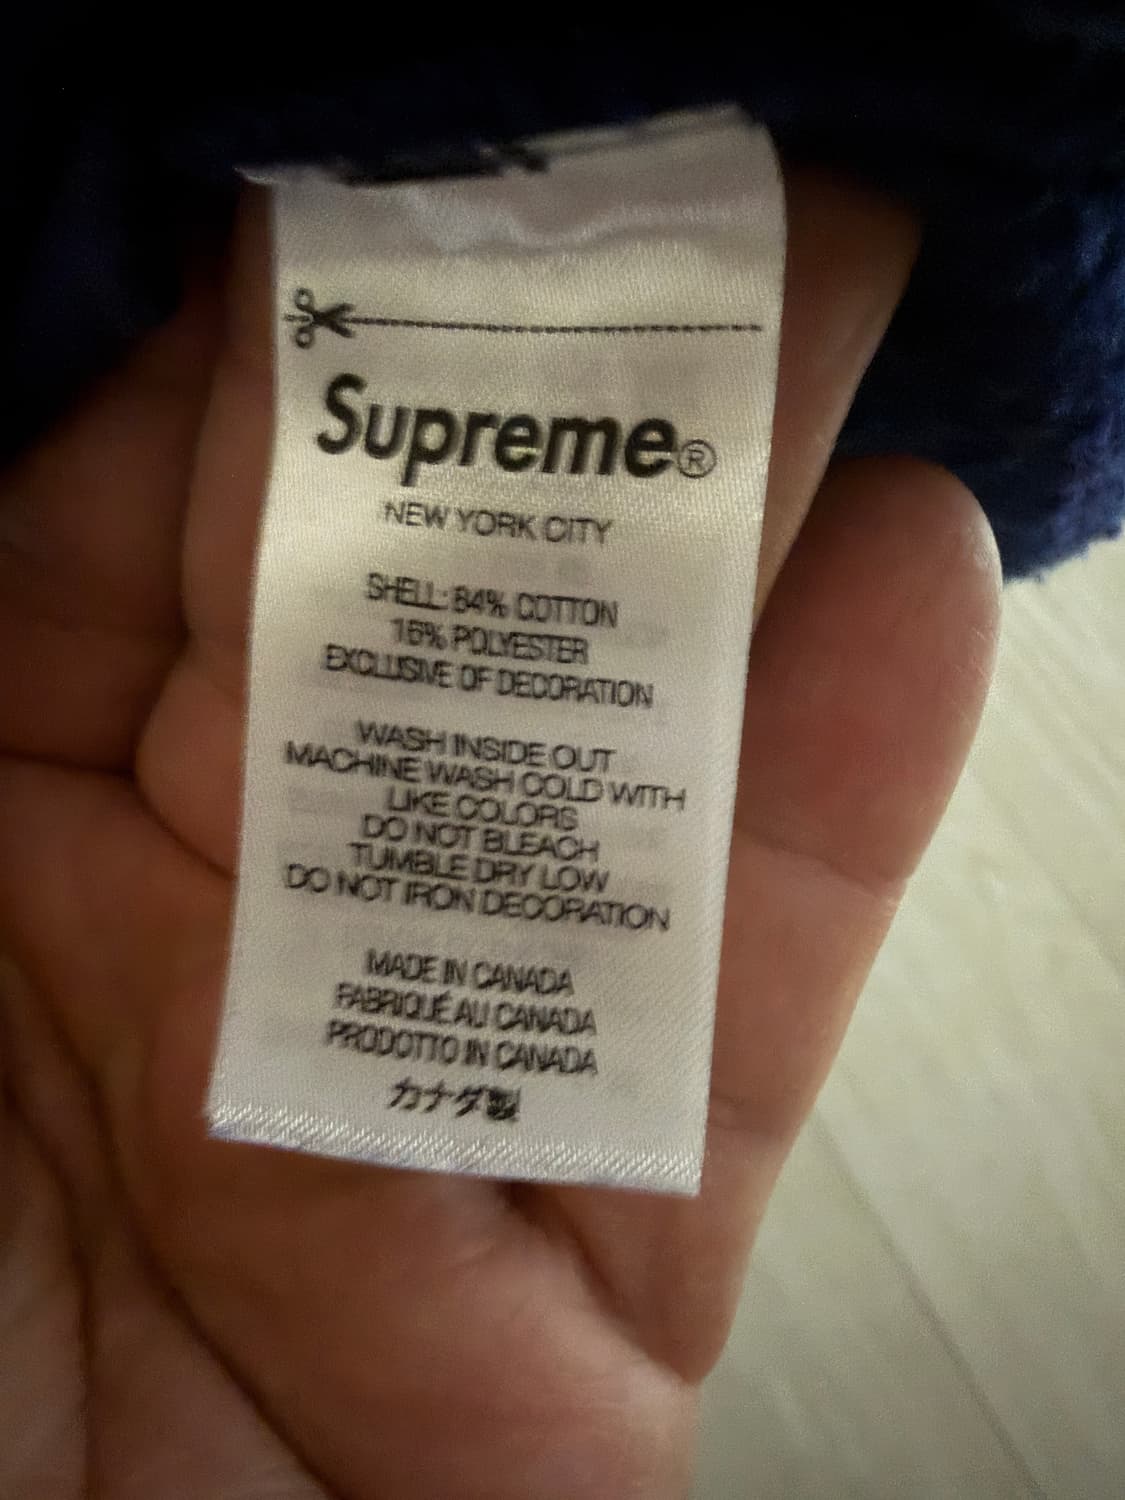 Supreme®
NEW YORK CITY
SHELL: 84% COTTON
16% POLYESTER
EXCLUSIVE OF DECORATION
WASH INSIDE OUT
MACHINE WASH COLD WITH
LIKE COLORS
DO NOT BLEACH
TUMBLE DRY LOW
DO NOT IRON DECORATION
MADE IN CANADA
FABRIQUÉ AU CANADA
PRODOTTO IN CANADA
カナダ製